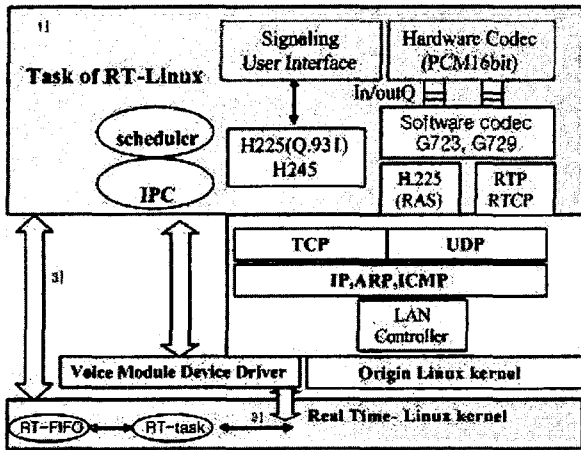 1)
Task of RT-Linux
Signaling
User Interface
Hardware Codec
(PCM16bit)
In/outQ
scheduler
IPC
H225(Q.931)
H245
Software codec
G723, G729
H.225
(RAS)
RTP
RTCP
TCP
UDP
IP,ARP,ICMP
LAN
Controller
3)
Voice Module Device Driver
Origin Linux kernel
RT-FIFO
RT-task
2)
Real Time- Linux kernel